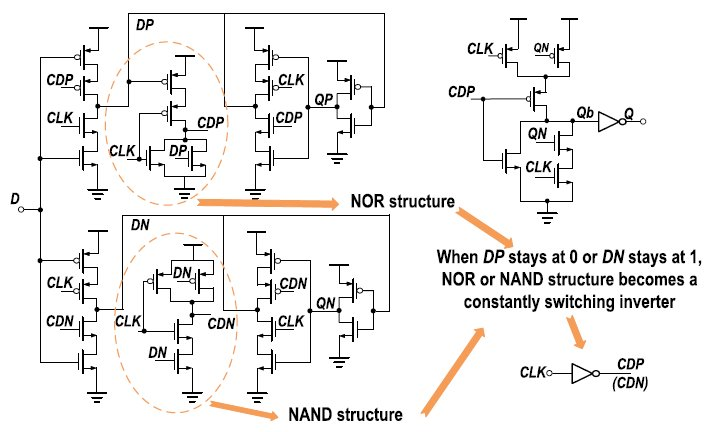 DP
CLK
QN
CDP
CLK
QP
CDP
CLK
CDP
CDP
Qb
Q
QN
CLK
DP
CLK
D
NOR structure
DN
When DP stays at 0 or DN stays at 1,
NOR or NAND structure becomes a
constantly switching inverter
CLK
DN
CDN
QN
CDN
CLK
CDN
CLK
DN
CLK
CDP
(CDN)
NAND structure